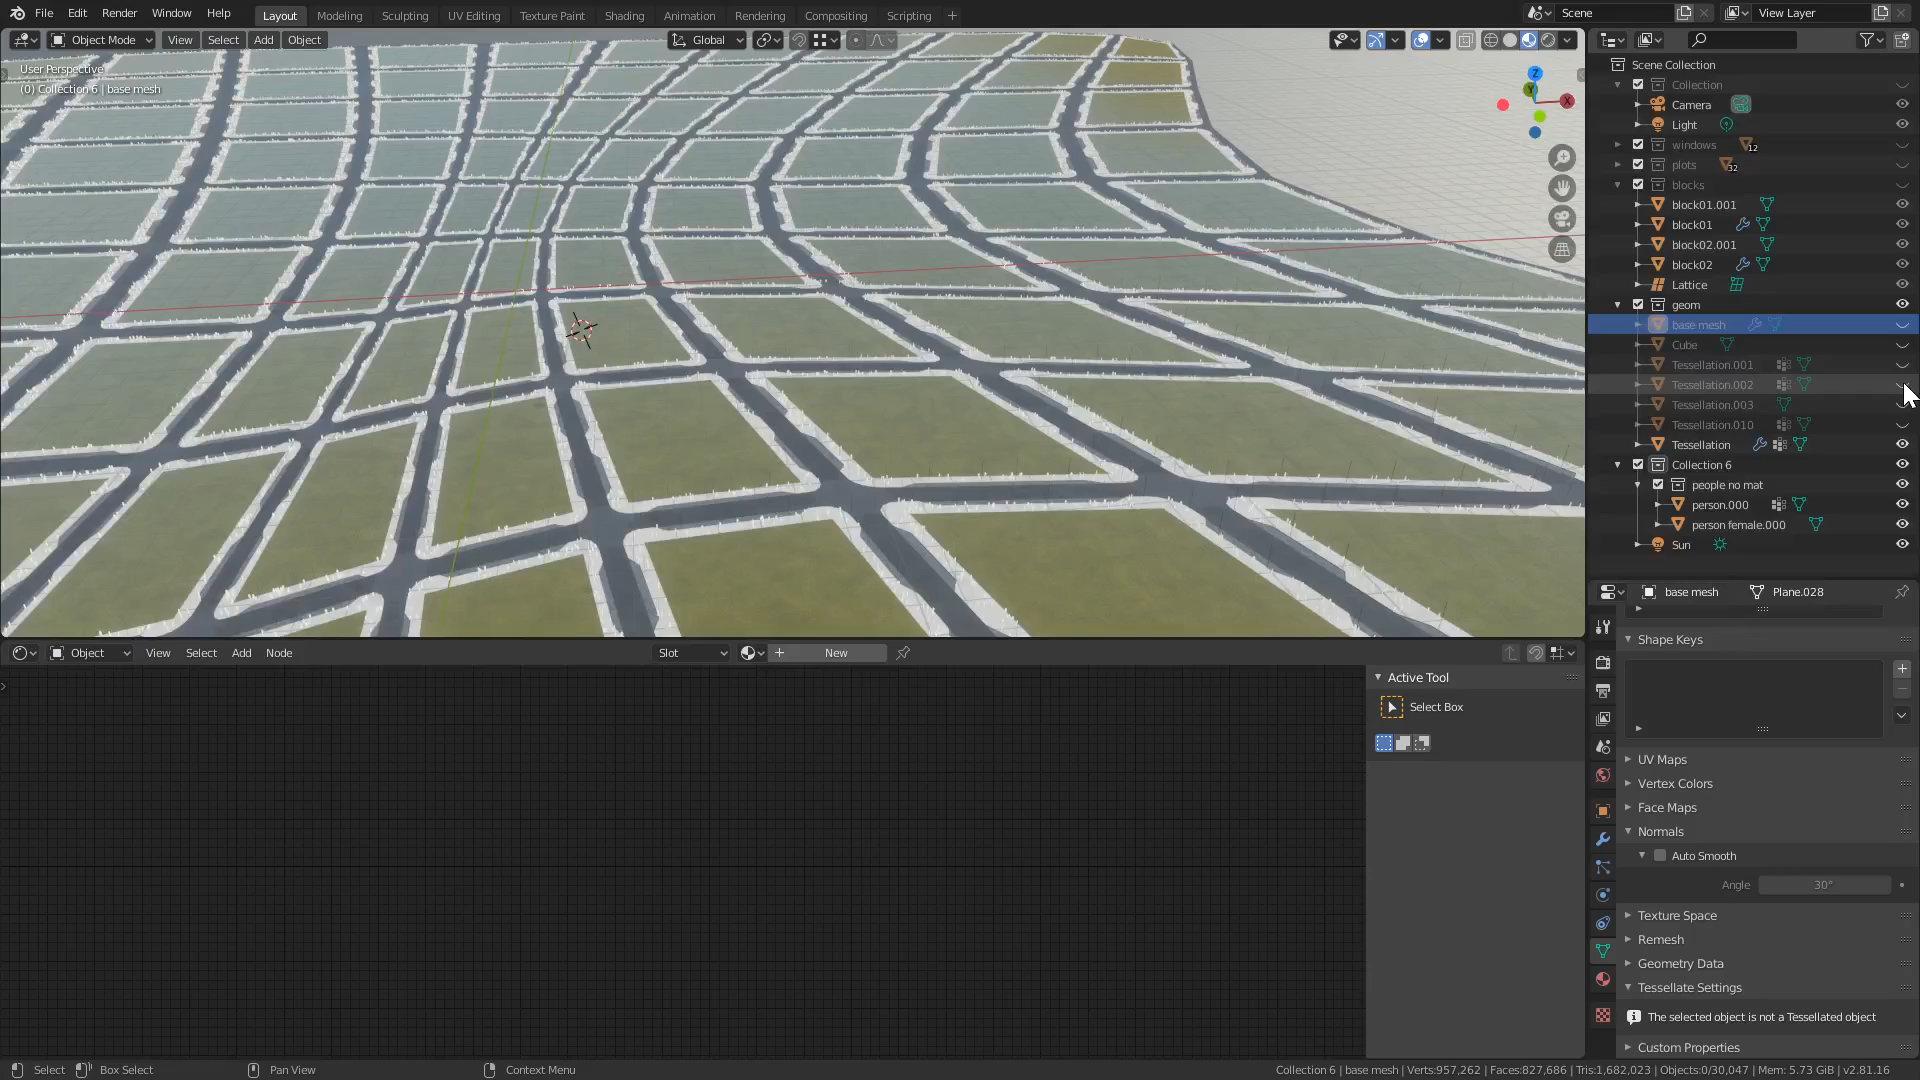 File Edit Render Window Help Layout Modeling Sculpting UV Editing Texture Paint Shading Animation Rendering Compositing Scripting + Scene View Layer
Object Mode View Select Add Object Global
User Perspective
(0) Collection 6 | base mesh
Z
Y
X
Scene Collection
Collection
Camera
Light
windows 12
plots 32
blocks
block01.001
block01
block02.001
block02
Lattice
geom
base mesh
Cube
Tessellation.001
Tessellation.002
Tessellation.003
Tessellation.010
Tessellation
Collection 6
people no mat
person.000
person female.000
Sun
base mesh Plane.028
Shape Keys
UV Maps
Vertex Colors
Face Maps
Normals
Auto Smooth
Angle 30°
Texture Space
Remesh
Geometry Data
Tessellate Settings
The selected object is not a Tessellated object
Custom Properties
Object View Select Add Node Slot New
Active Tool
Select Box
Select Box Select Pan View Context Menu Collection 6 | base mesh | Verts:957,262 | Faces:827,686 | Tris:1,682,023 | Objects:0/30,047 | Mem: 5.73 GiB | v2.81.16